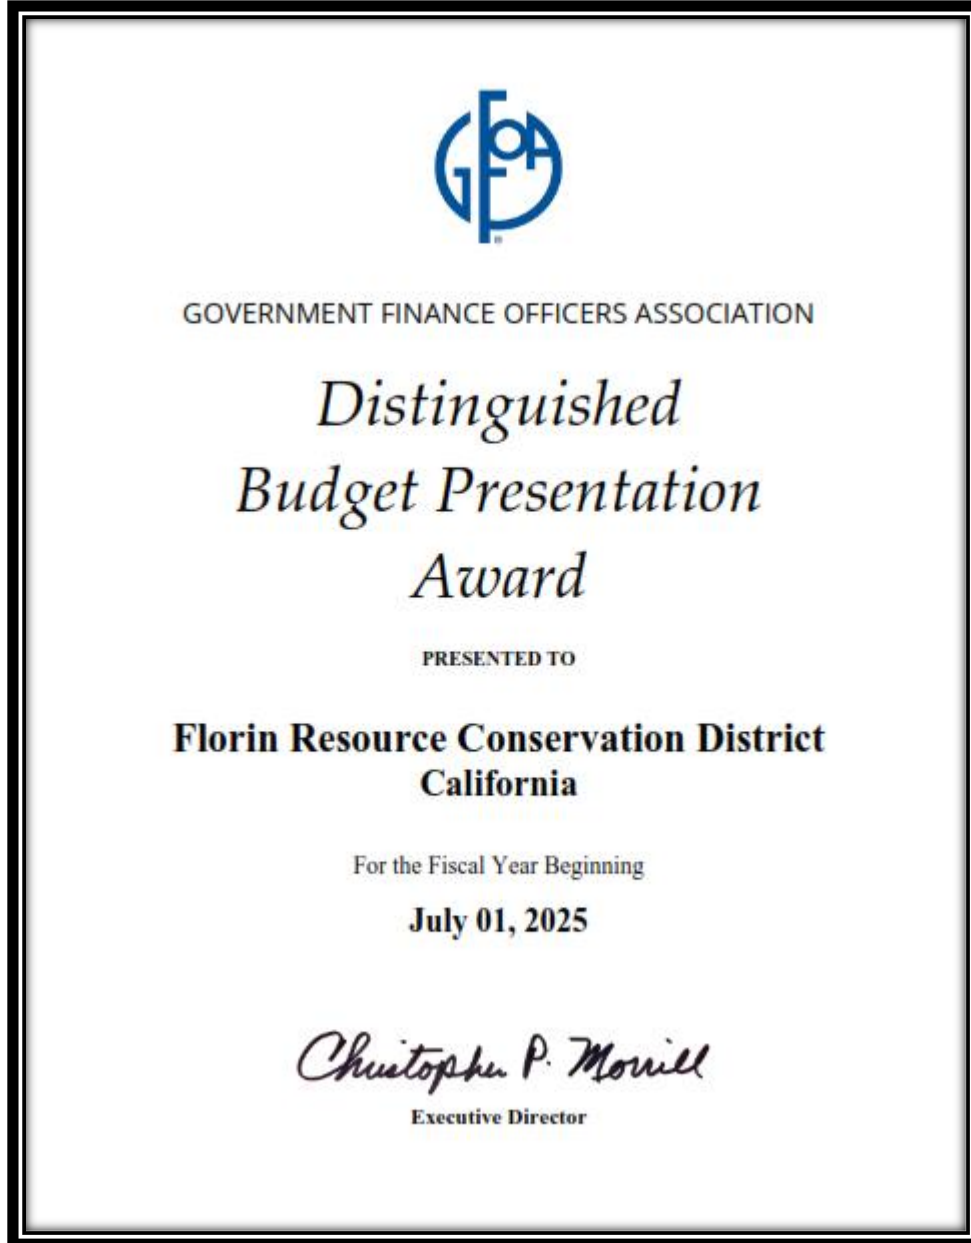 GFOA
®
GOVERNMENT FINANCE OFFICERS ASSOCIATION
Distinguished
Budget Presentation
Award
PRESENTED TO
Florin Resource Conservation District
California
For the Fiscal Year Beginning
July 01, 2025
Christopher P. Morrill
Executive Director